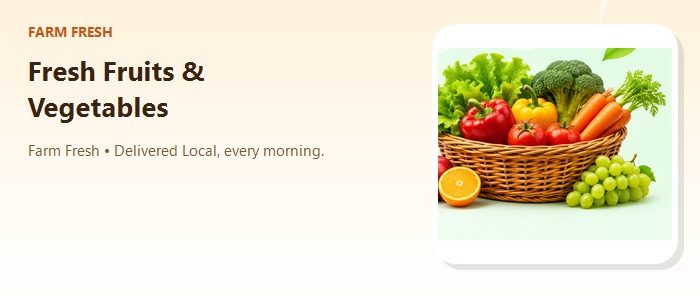 FARM FRESH
Fresh Fruits &
Vegetables
Farm Fresh • Delivered Local, every morning.